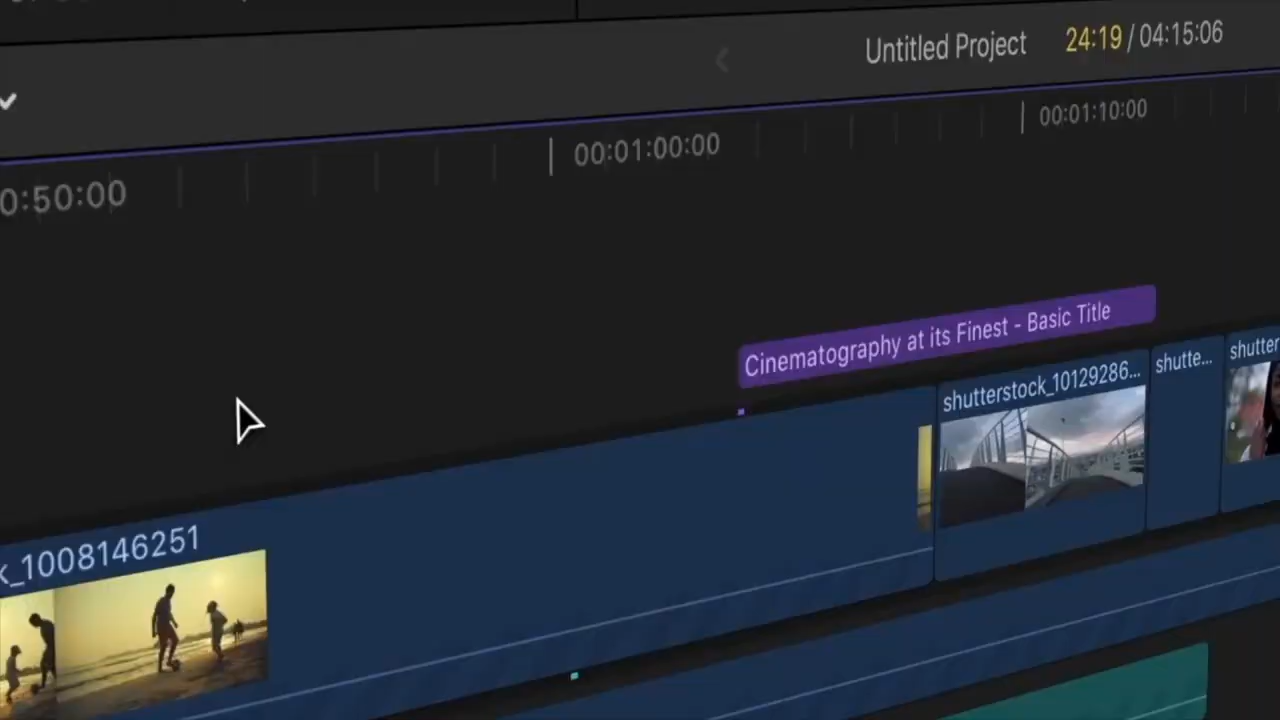 Untitled Project 24:19 / 04:15:06
0:50:00
00:01:00:00
00:01:10:00
Cinematography at its Finest - Basic Title
k_1008146251
shutterstock_10129286...
shutte...
shutter